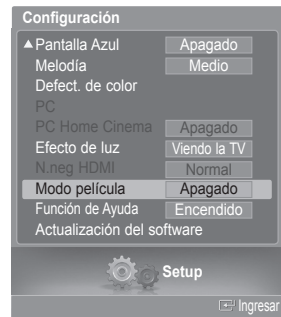 Configuración
▲Pantalla Azul Apagado
Melodía Medio
Defect. de color
PC
PC Home Cinema Apagado
Efecto de luz Viendo la TV
N.neg HDMI Normal
Modo película Apagado
Función de Ayuda Encendido
Actualización del software
Setup
Ingresar